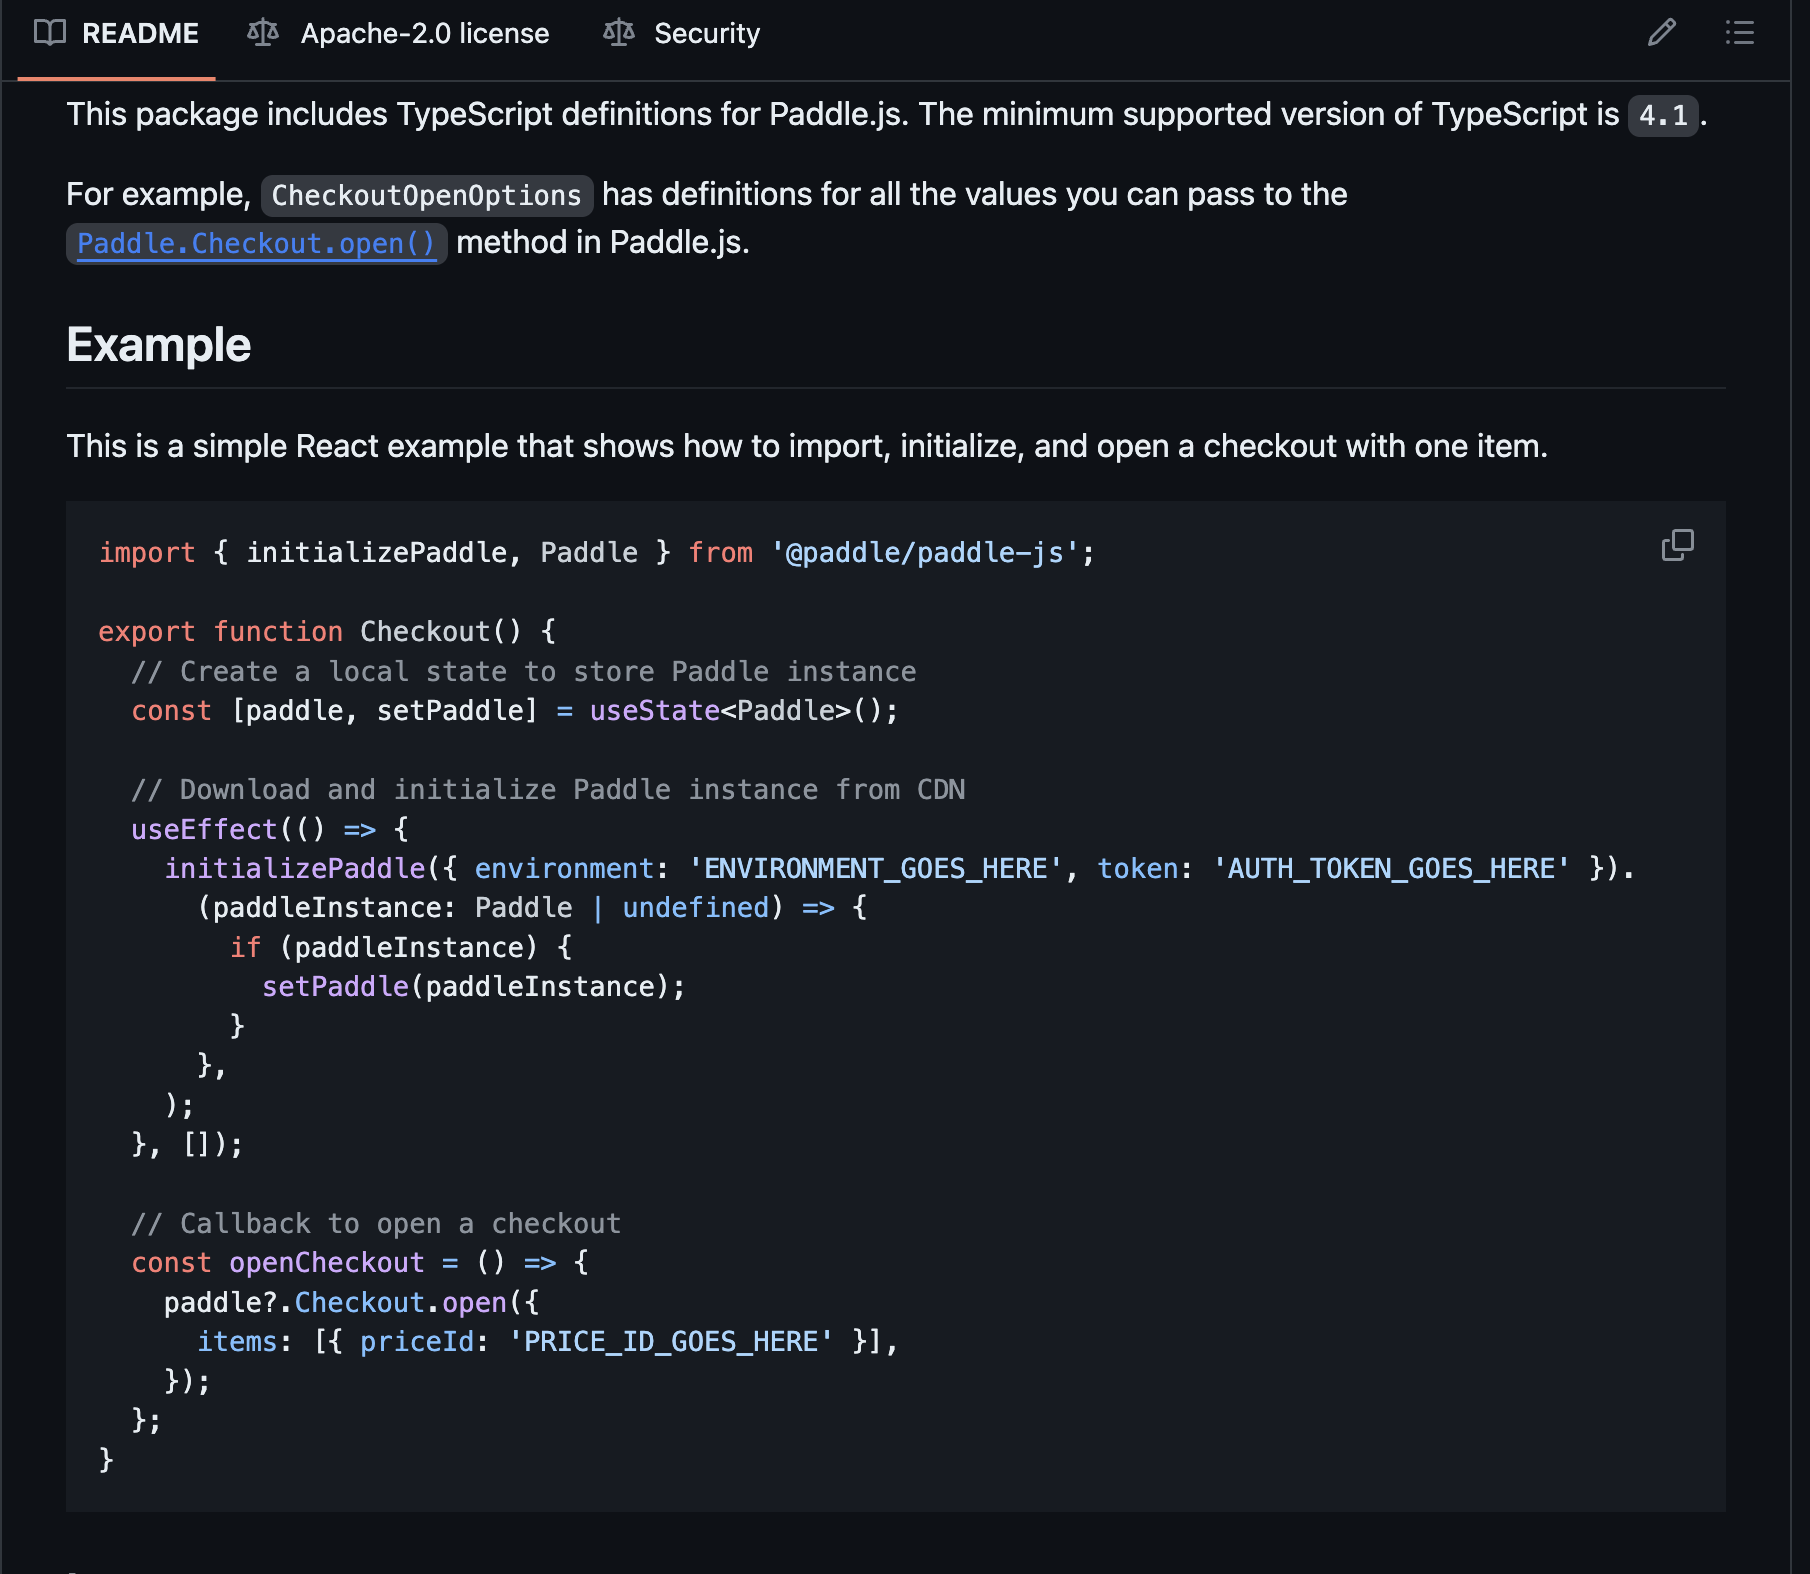 README
Apache-2.0 license
Security
This package includes TypeScript definitions for Paddle.js. The minimum supported version of TypeScript is 4.1.
For example, CheckoutOpenOptions has definitions for all the values you can pass to the
Paddle.Checkout.open() method in Paddle.js.
Example
This is a simple React example that shows how to import, initialize, and open a checkout with one item.
import { initializePaddle, Paddle } from '@paddle/paddle-js';
export function Checkout() {
  // Create a local state to store Paddle instance
  const [paddle, setPaddle] = useState<Paddle>();
  // Download and initialize Paddle instance from CDN
  useEffect(() => {
    initializePaddle({ environment: 'ENVIRONMENT_GOES_HERE', token: 'AUTH_TOKEN_GOES_HERE' }).
      (paddleInstance: Paddle | undefined) => {
        if (paddleInstance) {
          setPaddle(paddleInstance);
        }
      },
    );
  }, []);
  // Callback to open a checkout
  const openCheckout = () => {
    paddle?.Checkout.open({
      items: [{ priceId: 'PRICE_ID_GOES_HERE' }],
    });
  };
}